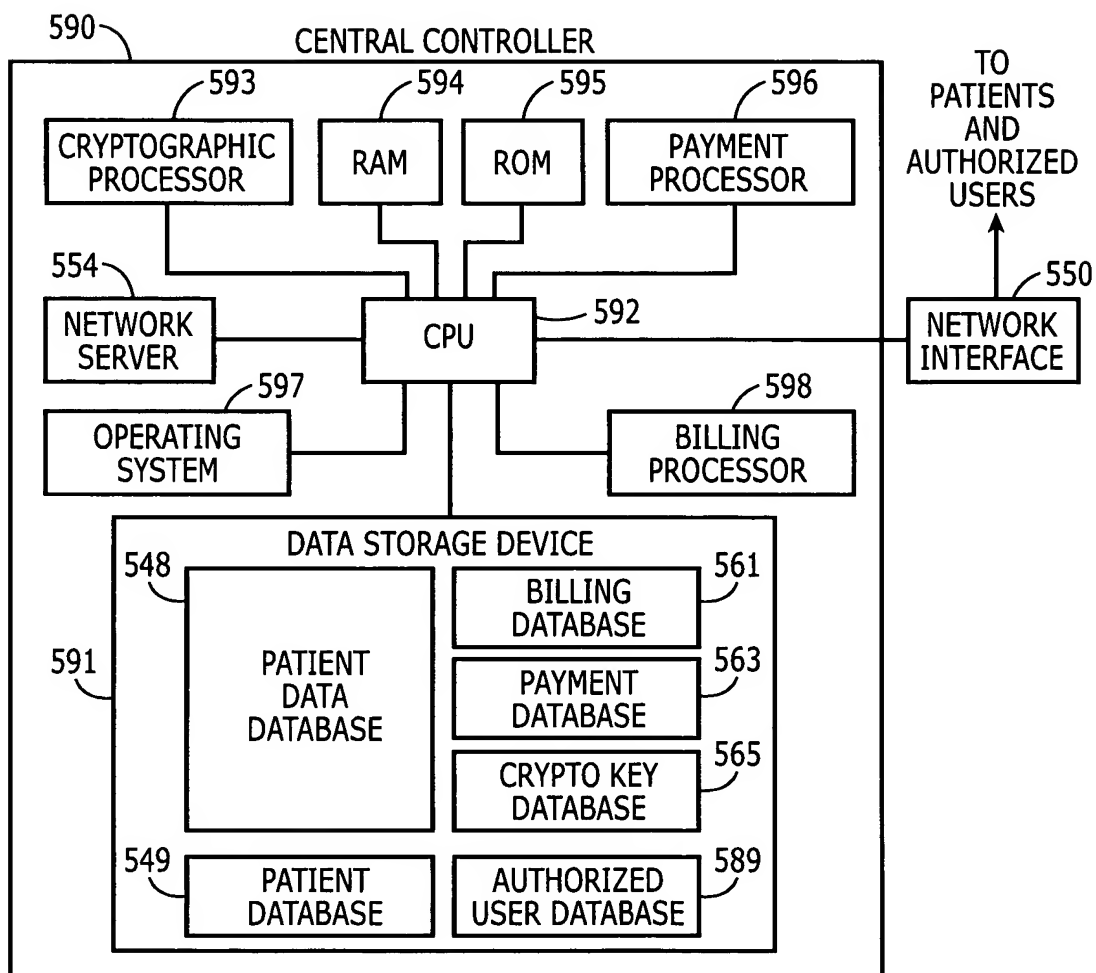 590
CENTRAL CONTROLLER
TO
PATIENTS
AND
AUTHORIZED
USERS
593
594
595
596
CRYPTOGRAPHIC
PROCESSOR
RAM
ROM
PAYMENT
PROCESSOR
554
NETWORK
SERVER
CPU
592
550
NETWORK
INTERFACE
597
OPERATING
SYSTEM
598
BILLING
PROCESSOR
DATA STORAGE DEVICE
548
PATIENT
DATA
DATABASE
561
BILLING
DATABASE
591
563
PAYMENT
DATABASE
565
CRYPTO KEY
DATABASE
549
PATIENT
DATABASE
589
AUTHORIZED
USER DATABASE